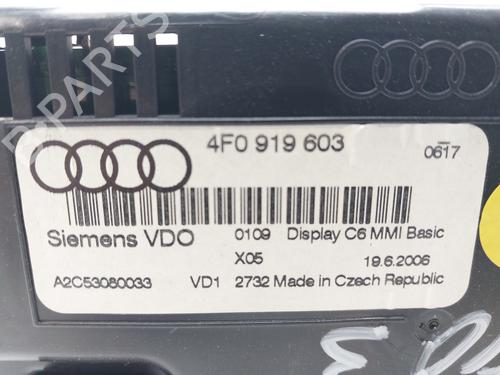 B-PARTS
4F0 919 603
0617
Siemens VDO 0109 Display C6 MMI Basic
X05 19.6.2006
A2C53080033 VD1 2732 Made in Czech Republic